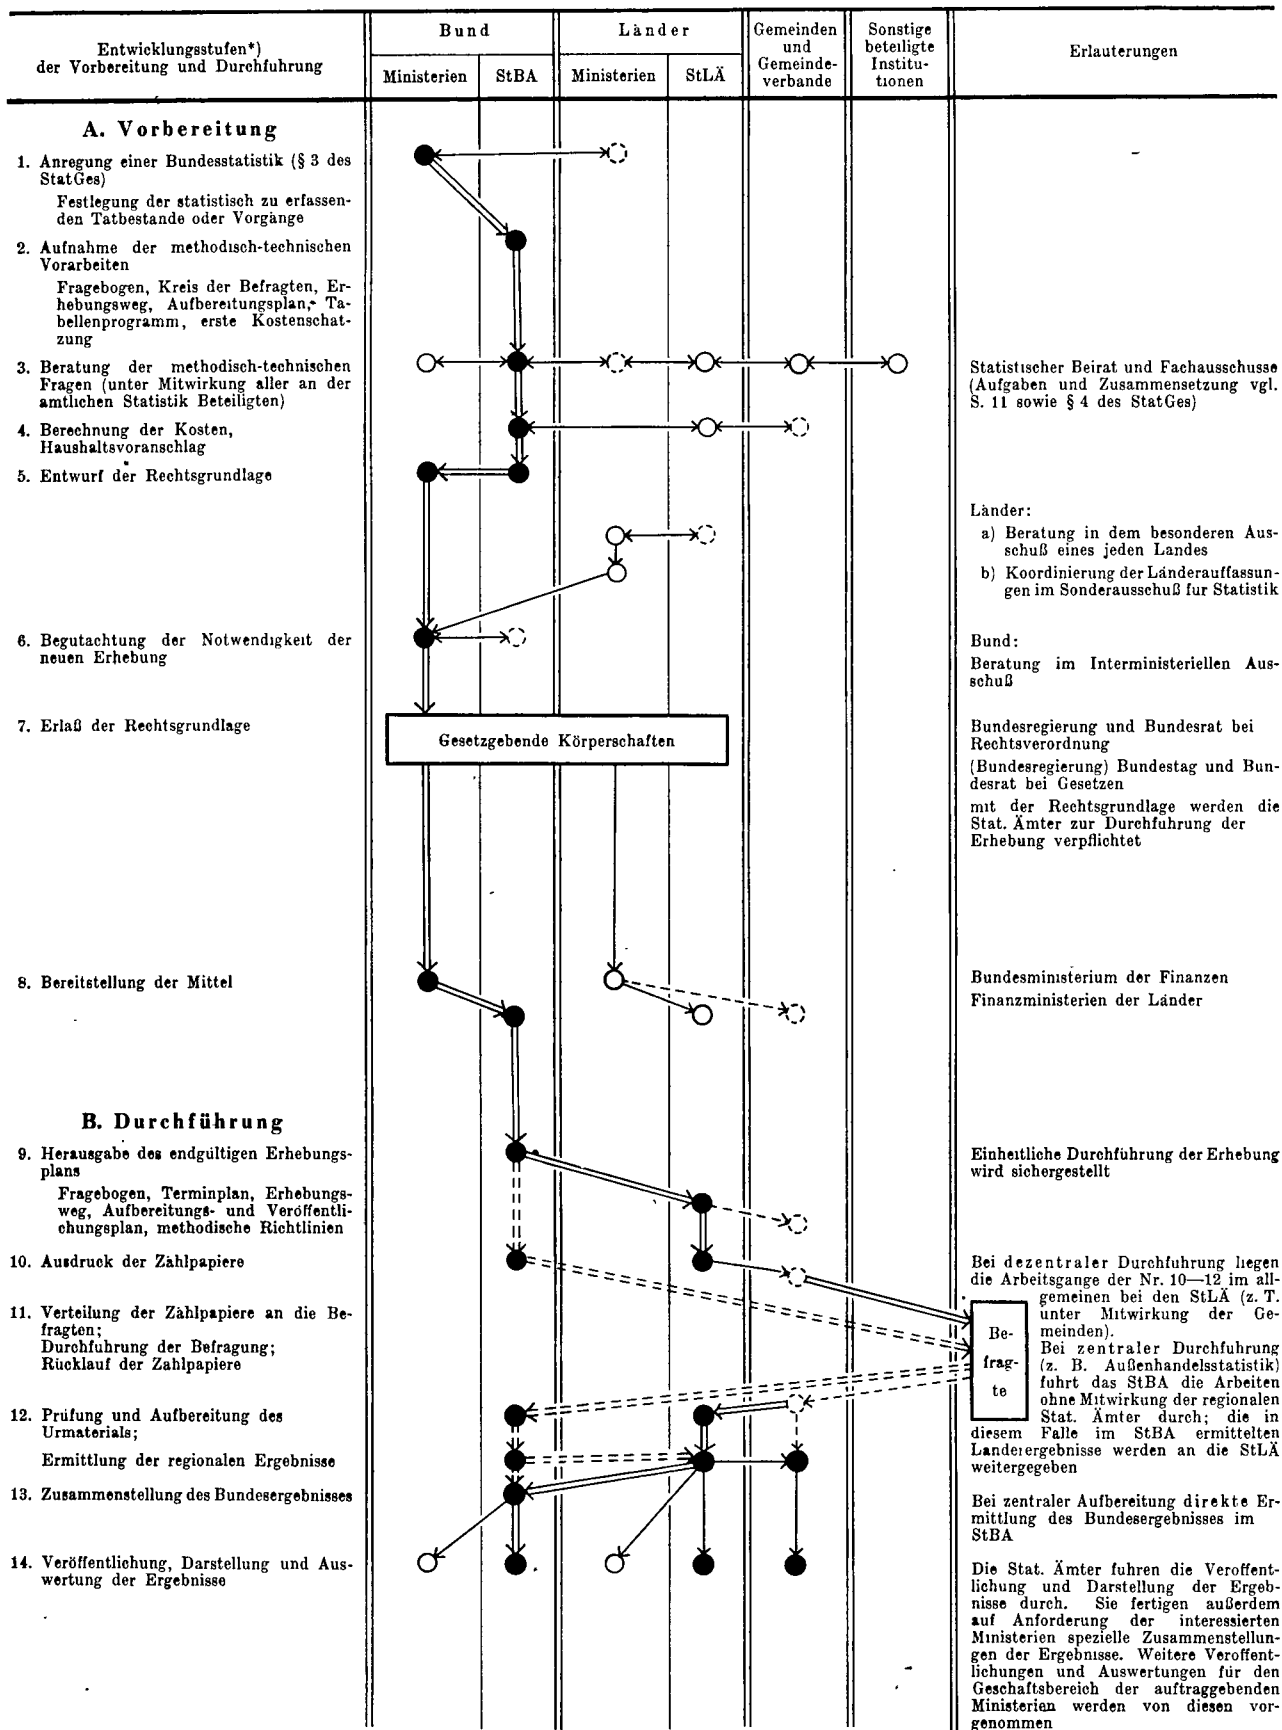 Entwicklungsstufen*)
der Vorbereitung und Durchfuhrung
Bund
Länder
Gemeinden
und
Gemeinde-
verbande
Sonstige
beteiligte
Institu-
tionen
Erlauterungen
Ministerien
StBA
Ministerien
StLÄ
A. Vorbereitung
1. Anregung einer Bundesstatistik (§ 3 des
StatGes)
Festlegung der statistisch zu erfassen-
den Tatbestande oder Vorgänge
2. Aufnahme der methodisch-technischen
Vorarbeiten
Fragebogen, Kreis der Befragten, Er-
hebungsweg, Aufbereitungsplan, Ta-
bellenprogramm, erste Kostenschat-
zung
3. Beratung der methodisch-technischen
Fragen (unter Mitwirkung aller an der
amtlichen Statistik Beteiligten)
Statistischer Beirat und Fachausschusse
(Aufgaben und Zusammensetzung vgl.
S. 11 sowie § 4 des StatGes)
4. Berechnung der Kosten,
Haushaltsvoranschlag
5. Entwurf der Rechtsgrundlage
Länder:
a) Beratung in dem besonderen Aus-
schuß eines jeden Landes
b) Koordinierung der Länderauffassun-
gen im Sonderausschuß fur Statistik
6. Begutachtung der Notwendigkeit der
neuen Erhebung
Bund:
Beratung im Interministeriellen Aus-
schuß
7. Erlaß der Rechtsgrundlage
Gesetzgebende Körperschaften
Bundesregierung und Bundesrat bei
Rechtsverordnung
(Bundesregierung) Bundestag und Bun-
desrat bei Gesetzen
mit der Rechtsgrundlage werden die
Stat. Ämter zur Durchfuhrung der
Erhebung verpflichtet
8. Bereitstellung der Mittel
Bundesministerium der Finanzen
Finanzministerien der Länder
B. Durchführung
9. Herausgabe des endgültigen Erhebungs-
plans
Fragebogen, Terminplan, Erhebungs-
weg, Aufbereitungs- und Veröffentli-
chungsplan, methodische Richtlinien
Einheitliche Durchfuhrung der Erhebung
wird sichergestellt
10. Ausdruck der Zählpapiere
11. Verteilung der Zählpapiere an die Be-
fragten;
Durchfuhrung der Befragung;
Rücklauf der Zahlpapiere
Be-
frag-
te
Bei dezentraler Durchfuhrung liegen
die Arbeitsgange der Nr. 10—12 im all-
gemeinen bei den StLÄ (z. T.
unter Mitwirkung der Ge-
meinden).
Bei zentraler Durchführung
(z. B. Außenhandelsstatistik)
fuhrt das StBA die Arbeiten
ohne Mitwirkung der regionalen
Stat. Ämter durch; die in
diesem Falle im StBA ermittelten
Landerergebnisse werden an die StLÄ
weitergegeben
12. Prüfung und Aufbereitung des
Urmaterials;
Ermittlung der regionalen Ergebnisse
13. Zusammenstellung des Bundesergebnisses
Bei zentraler Aufbereitung direkte Er-
mittlung des Bundesergebnisses im
StBA
14. Veröffentlichung, Darstellung und Aus-
wertung der Ergebnisse
Die Stat. Ämter fuhren die Veroffent-
lichung und Darstellung der Ergeb-
nisse durch. Sie fertigen außerdem
auf Anforderung der interessierten
Ministerien spezielle Zusammenstellun-
gen der Ergebnisse. Weitere Veroffent-
lichungen und Auswertungen für den
Geschaftsbereich der auftraggebenden
Ministerien werden von diesen vor-
genommen